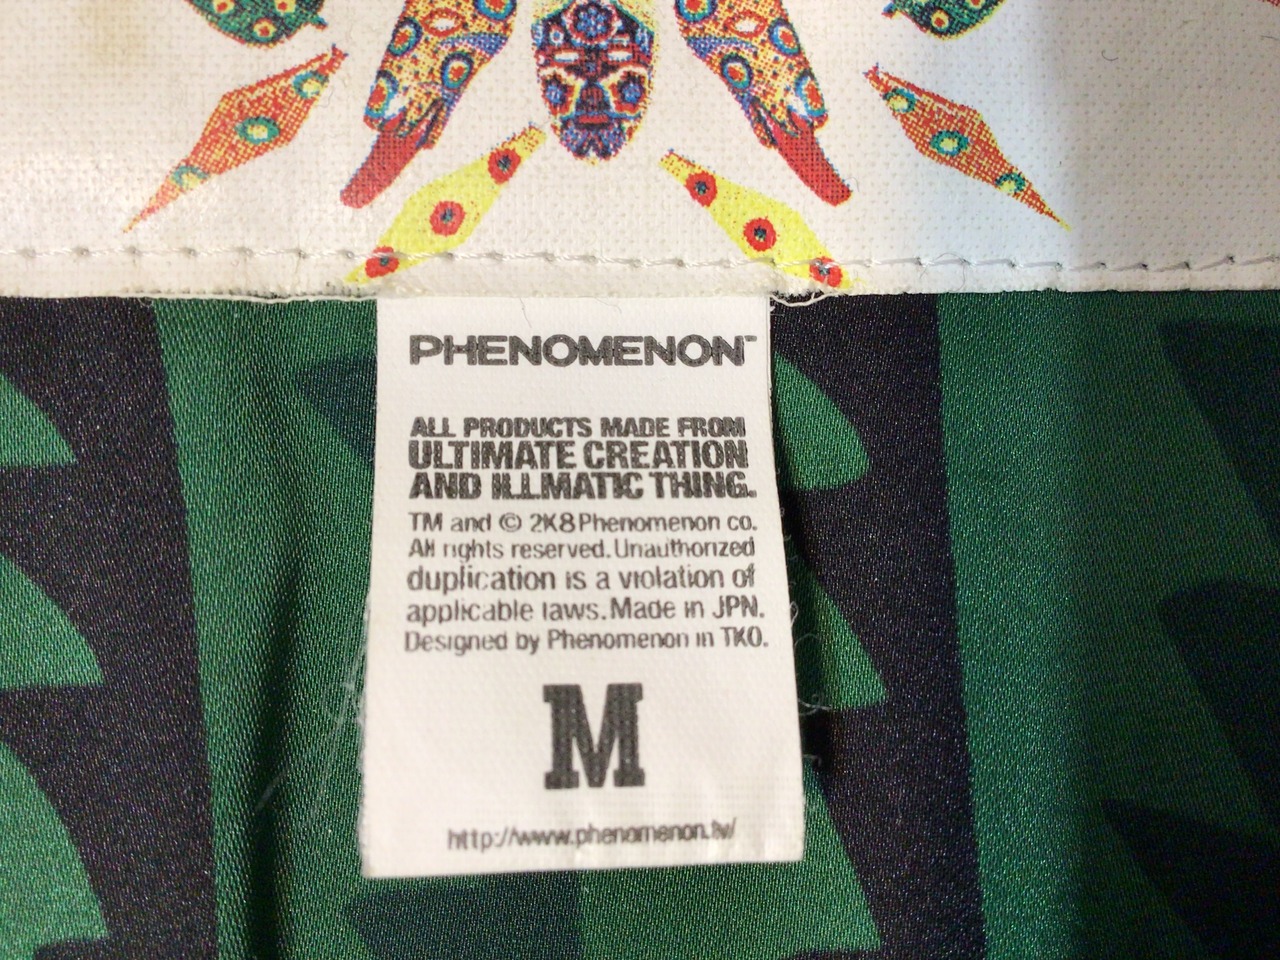 PHENOMENON™
ALL PRODUCTS MADE FROM
ULTIMATE CREATION
AND ILLMATIC THING.
TM and © 2K8 Phenomenon co.
All rights reserved. Unauthorized
duplication is a violation of
applicable laws. Made in JPN.
Designed by Phenomenon in TKO.
M
http://www.phenomenon.tv/